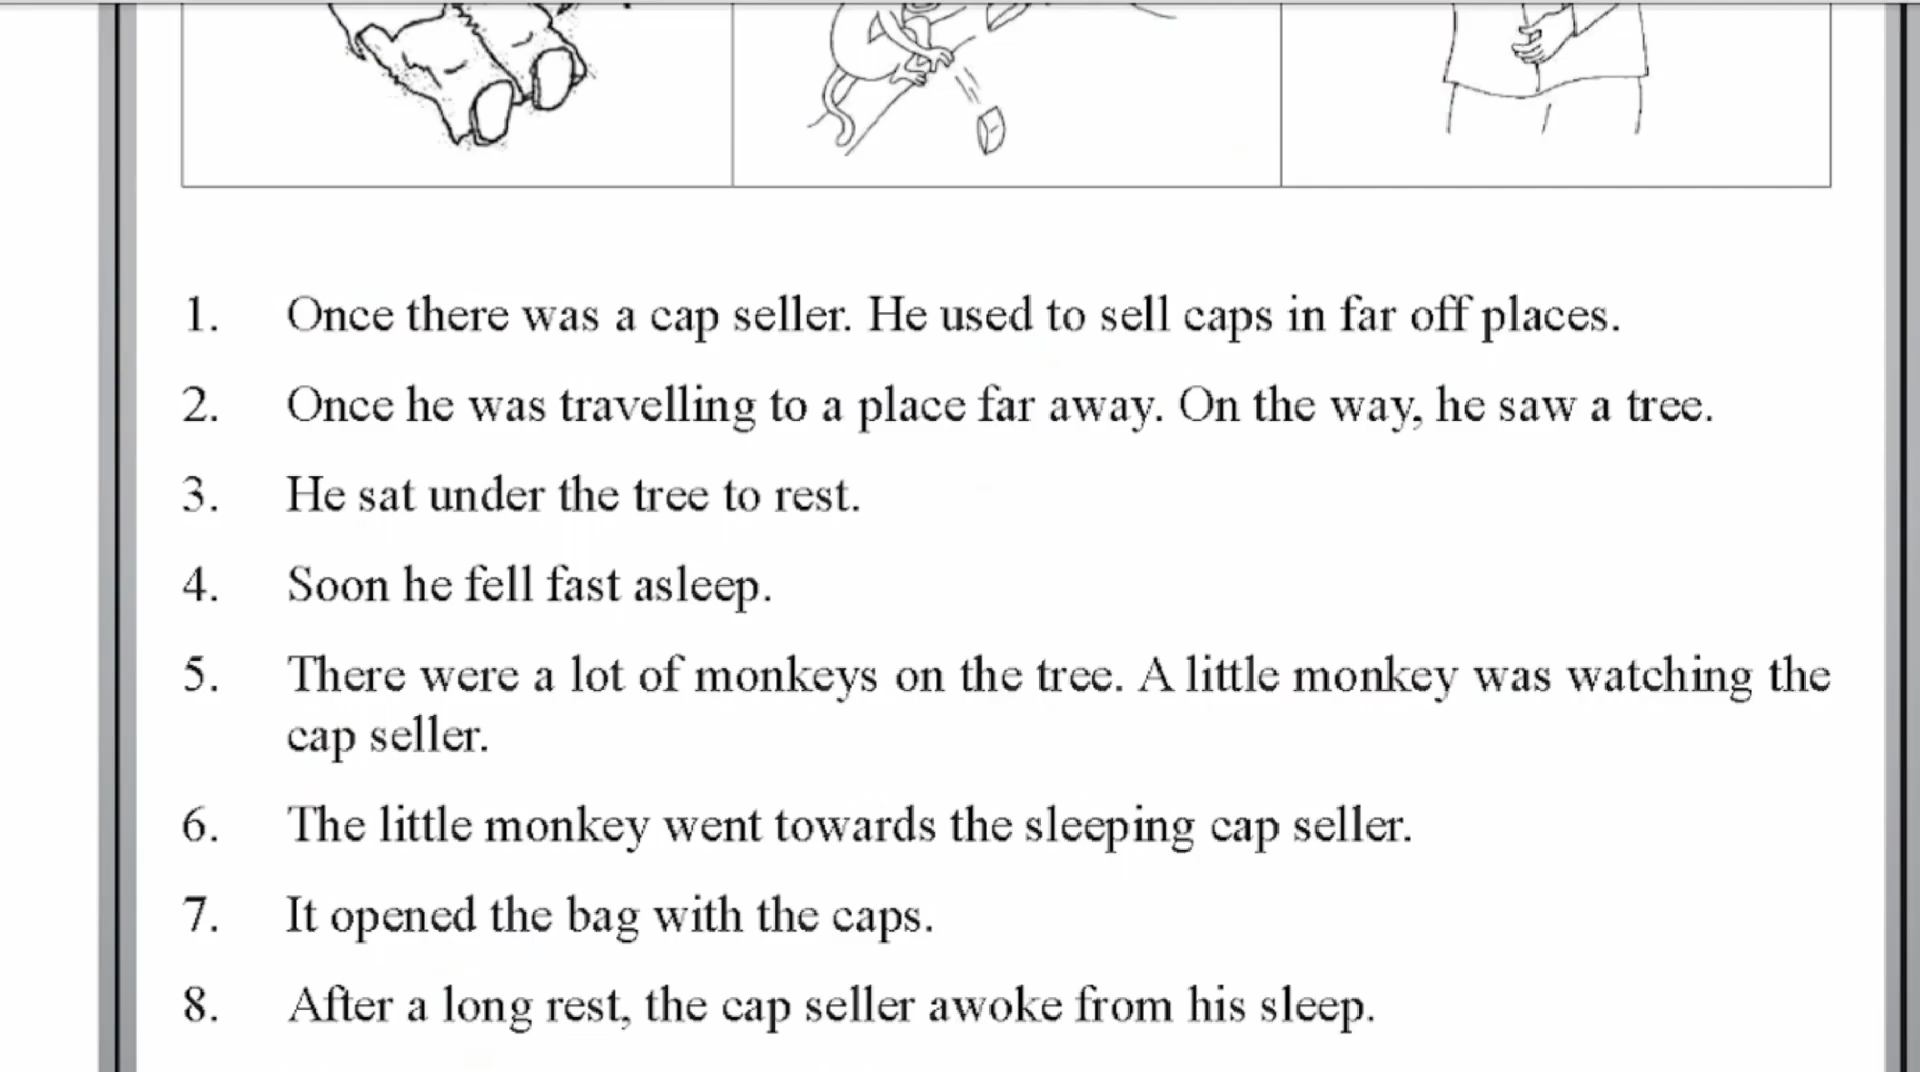 1. Once there was a cap seller. He used to sell caps in far off places.
2. Once he was travelling to a place far away. On the way, he saw a tree.
3. He sat under the tree to rest.
4. Soon he fell fast asleep.
5. There were a lot of monkeys on the tree. A little monkey was watching the
cap seller.
6. The little monkey went towards the sleeping cap seller.
7. It opened the bag with the caps.
8. After a long rest, the cap seller awoke from his sleep.